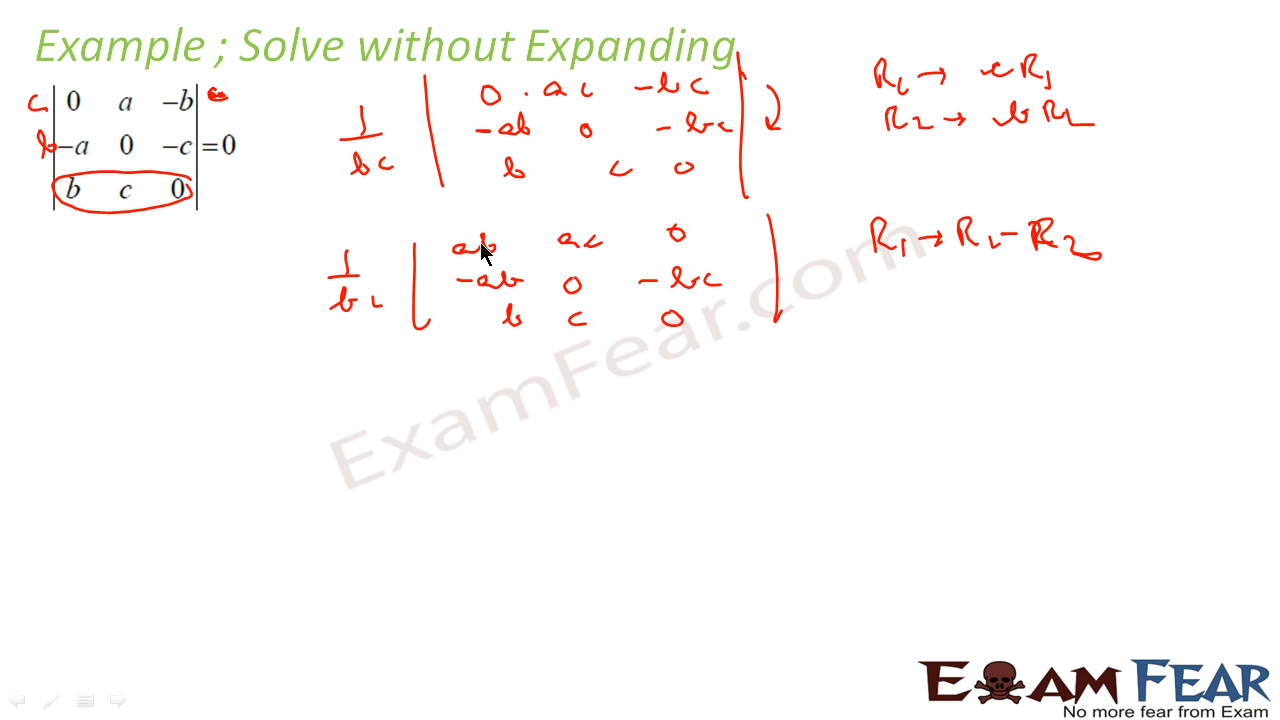 Example ; Solve without Expanding
c | 0 a −b |
b | −a 0 −c | = 0
| b c 0 |
1/bc | 0 . ac −bc |
| −ab 0 −bc |
| b c 0 |
R1 → cR1
R2 → bR2
1/bc | ab ac 0 |
| −ab 0 −bc |
| b c 0 |
R1 → R1 − R2
ExamFear.com
EXAM FEAR
No more fear from Exam